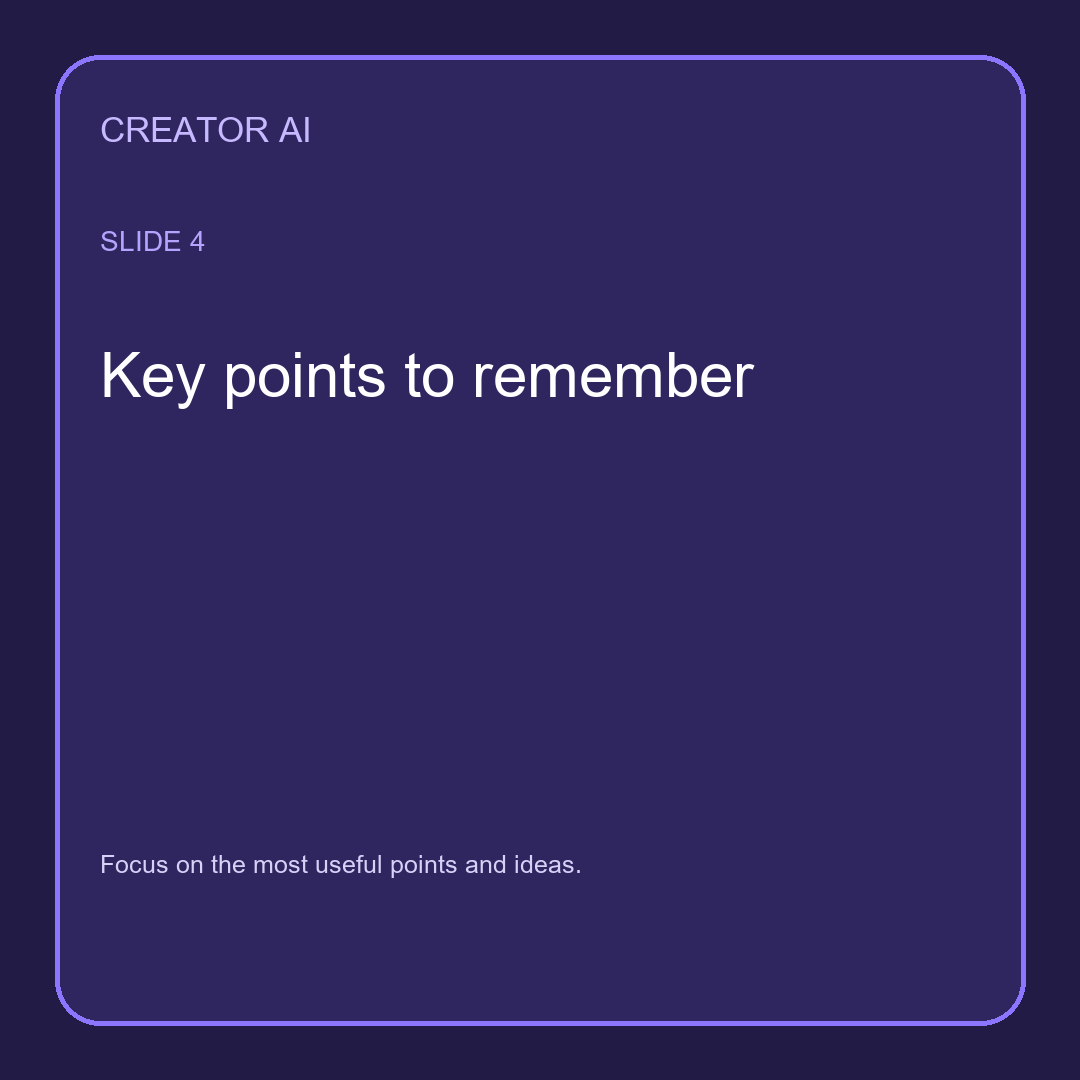 CREATOR AI
SLIDE 4
Key points to remember
Focus on the most useful points and ideas.